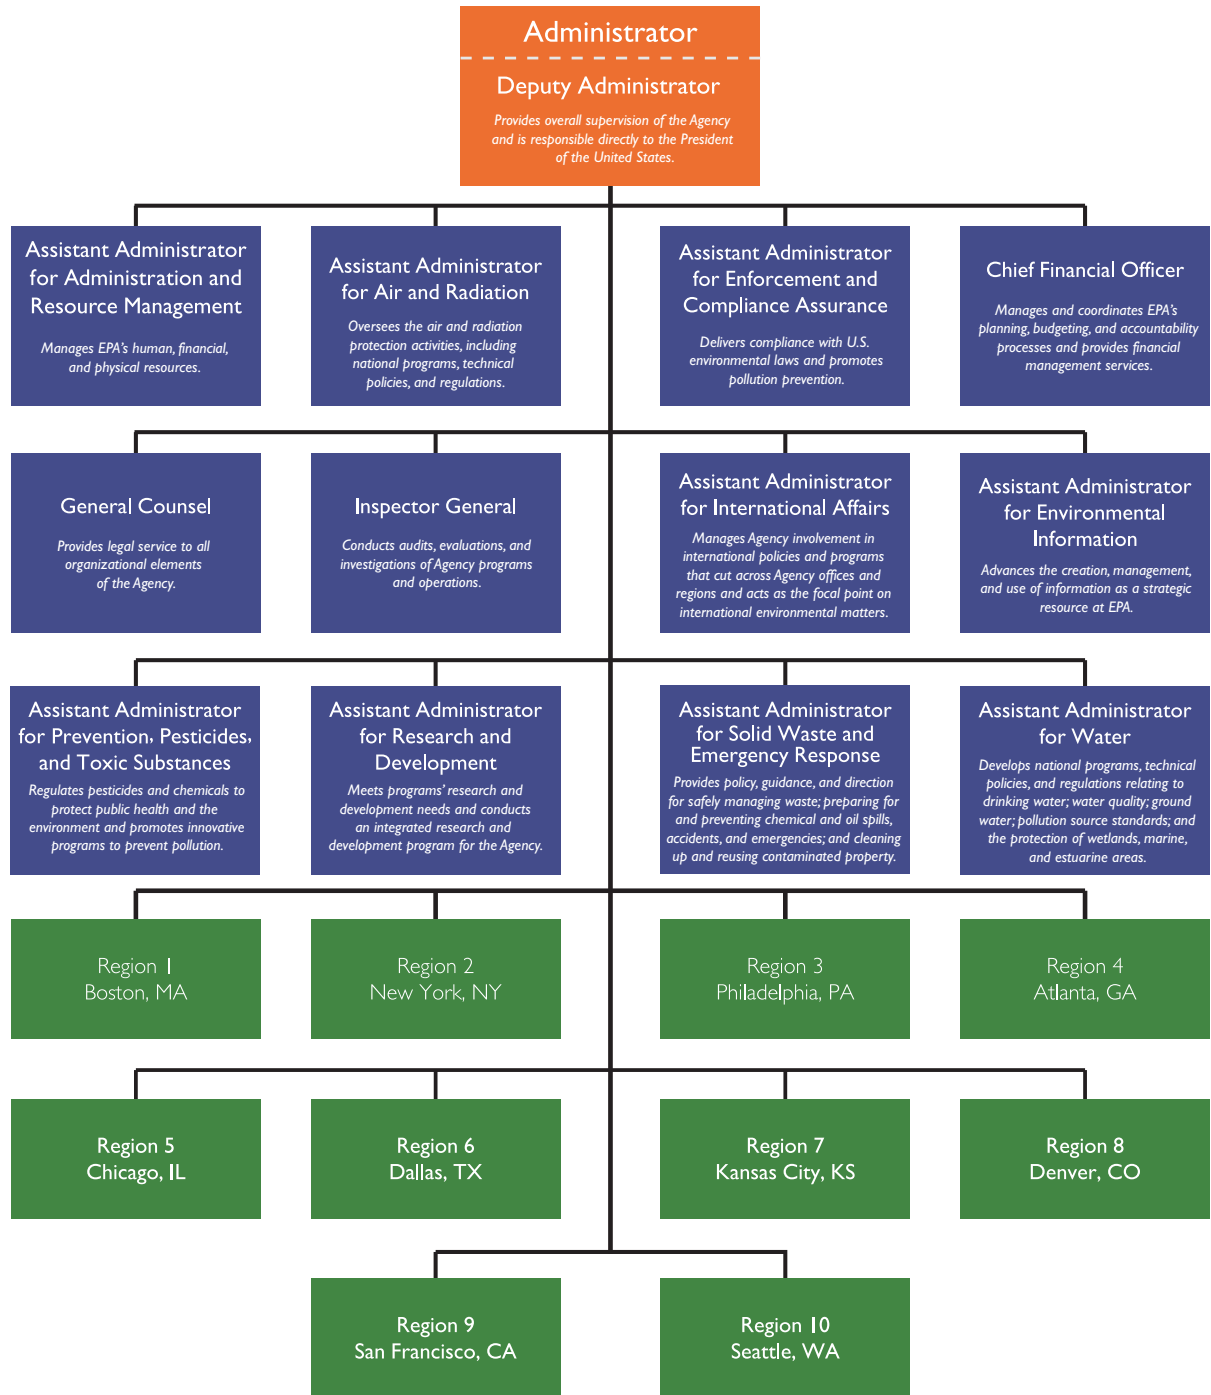 Administrator
Deputy Administrator
Provides overall supervision of the Agency
and is responsible directly to the President
of the United States.
Assistant Administrator
for Administration and
Resource Management
Manages EPA's human, financial,
and physical resources.
Assistant Administrator
for Air and Radiation
Oversees the air and radiation
protection activities, including
national programs, technical
policies, and regulations.
Assistant Administrator
for Enforcement and
Compliance Assurance
Delivers compliance with U.S.
environmental laws and promotes
pollution prevention.
Chief Financial Officer
Manages and coordinates EPA's
planning, budgeting, and accountability
processes and provides financial
management services.
General Counsel
Provides legal service to all
organizational elements
of the Agency.
Inspector General
Conducts audits, evaluations, and
investigations of Agency programs
and operations.
Assistant Administrator
for International Affairs
Manages Agency involvement in
international policies and programs
that cut across Agency offices and
regions and acts as the focal point on
international environmental matters.
Assistant Administrator
for Environmental
Information
Advances the creation, management,
and use of information as a strategic
resource at EPA.
Assistant Administrator
for Prevention, Pesticides,
and Toxic Substances
Regulates pesticides and chemicals to
protect public health and the
environment and promotes innovative
programs to prevent pollution.
Assistant Administrator
for Research and
Development
Meets programs' research and
development needs and conducts
an integrated research and
development program for the Agency.
Assistant Administrator
for Solid Waste and
Emergency Response
Provides policy, guidance, and direction
for safely managing waste; preparing for
and preventing chemical and oil spills,
accidents, and emergencies; and cleaning
up and reusing contaminated property.
Assistant Administrator
for Water
Develops national programs, technical
policies, and regulations relating to
drinking water; water quality; ground
water; pollution source standards; and
the protection of wetlands, marine,
and estuarine areas.
Region 1
Boston, MA
Region 2
New York, NY
Region 3
Philadelphia, PA
Region 4
Atlanta, GA
Region 5
Chicago, IL
Region 6
Dallas, TX
Region 7
Kansas City, KS
Region 8
Denver, CO
Region 9
San Francisco, CA
Region 10
Seattle, WA